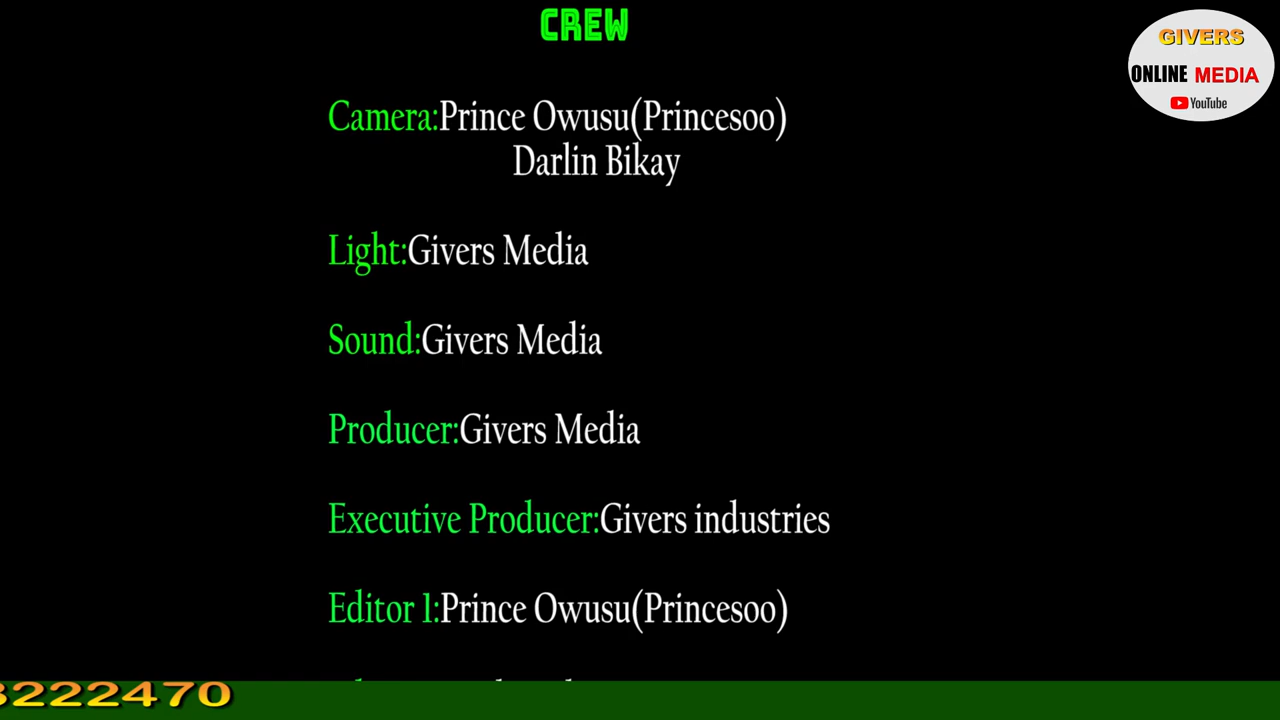 CREW
GIVERS
ONLINE MEDIA
YouTube
Camera:Prince Owusu(Princesoo)
Darlin Bikay
Light:Givers Media
Sound:Givers Media
Producer:Givers Media
Executive Producer:Givers industries
Editor 1:Prince Owusu(Princesoo)
3222470